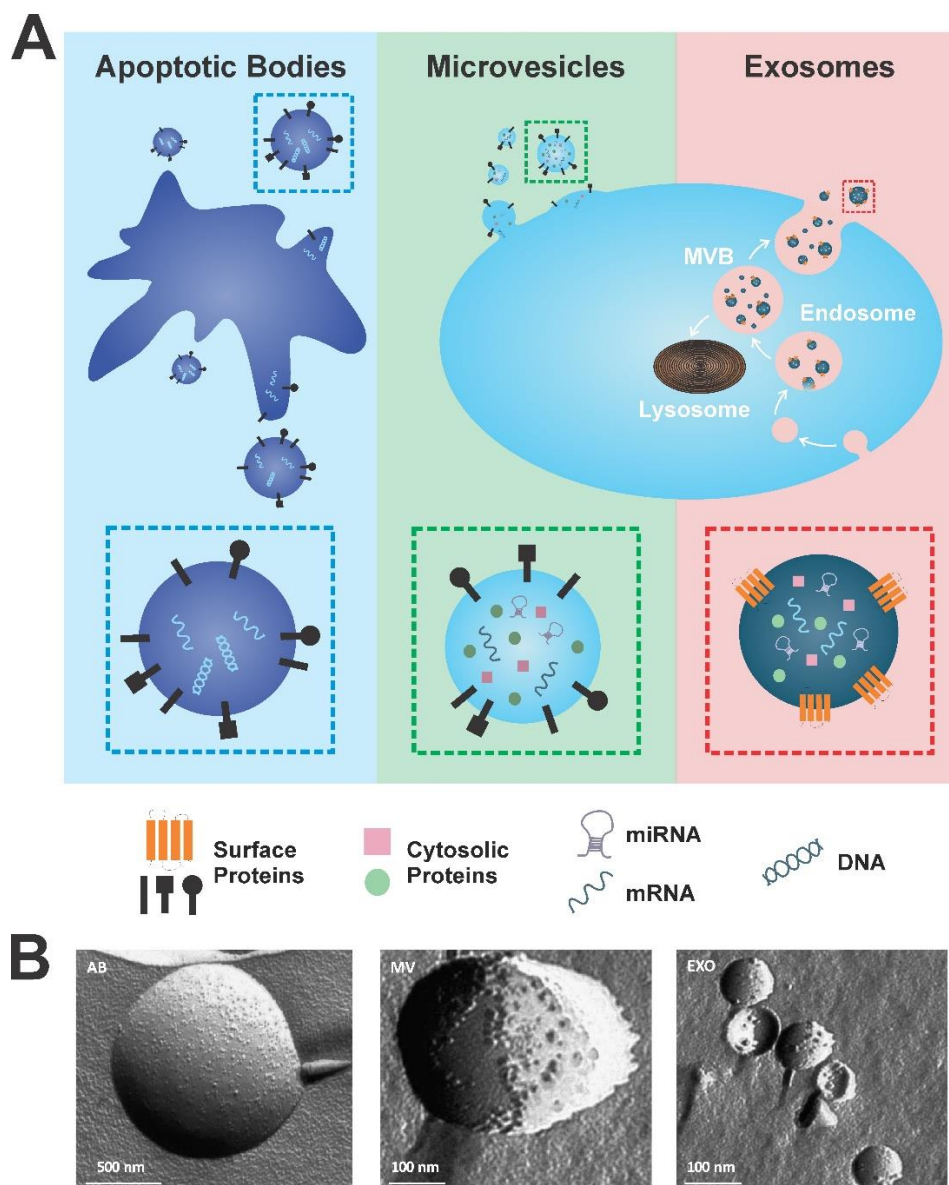 A
Apoptotic Bodies
Microvesicles
Exosomes
MVB
Endosome
Lysosome
Surface
Proteins
Cytosolic
Proteins
miRNA
mRNA
DNA
B
AB
500 nm
MV
100 nm
EXO
100 nm